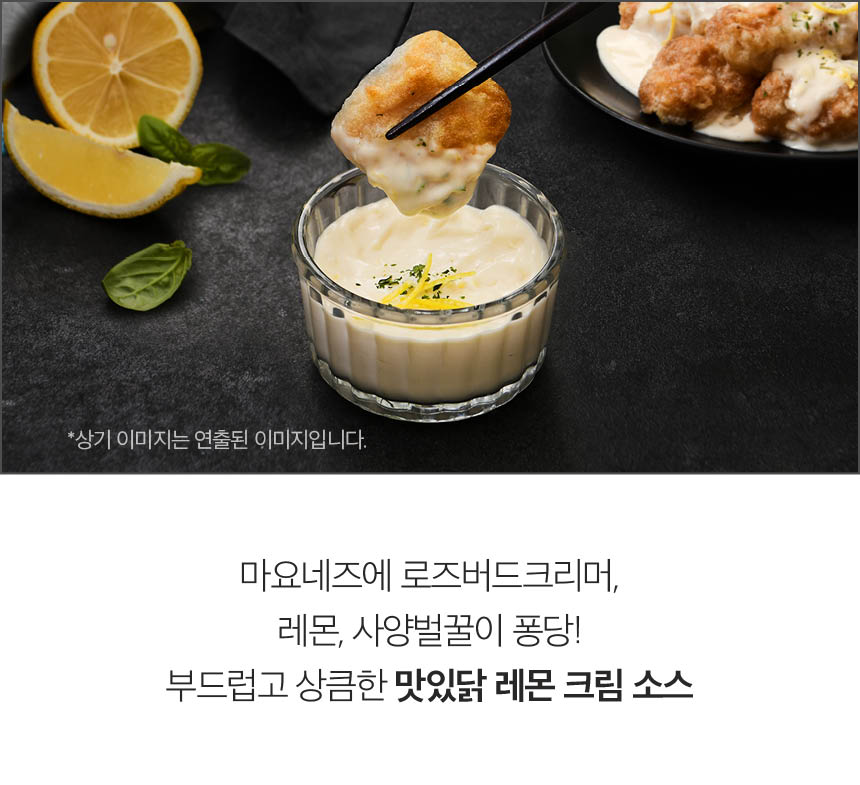 *상기 이미지는 연출된 이미지입니다.
마요네즈에 로즈버드크리머,
레몬, 사양벌꿀이 퐁당!
부드럽고 상큼한 맛있닭 레몬 크림 소스